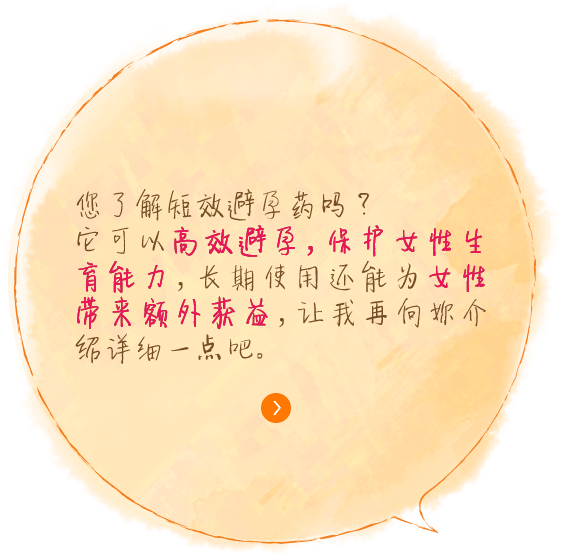 您了解短效避孕药吗？
它可以高效避孕，保护女性生
育能力，长期使用还能为女性
带来额外获益，让我再向妳介
绍详细一点吧。